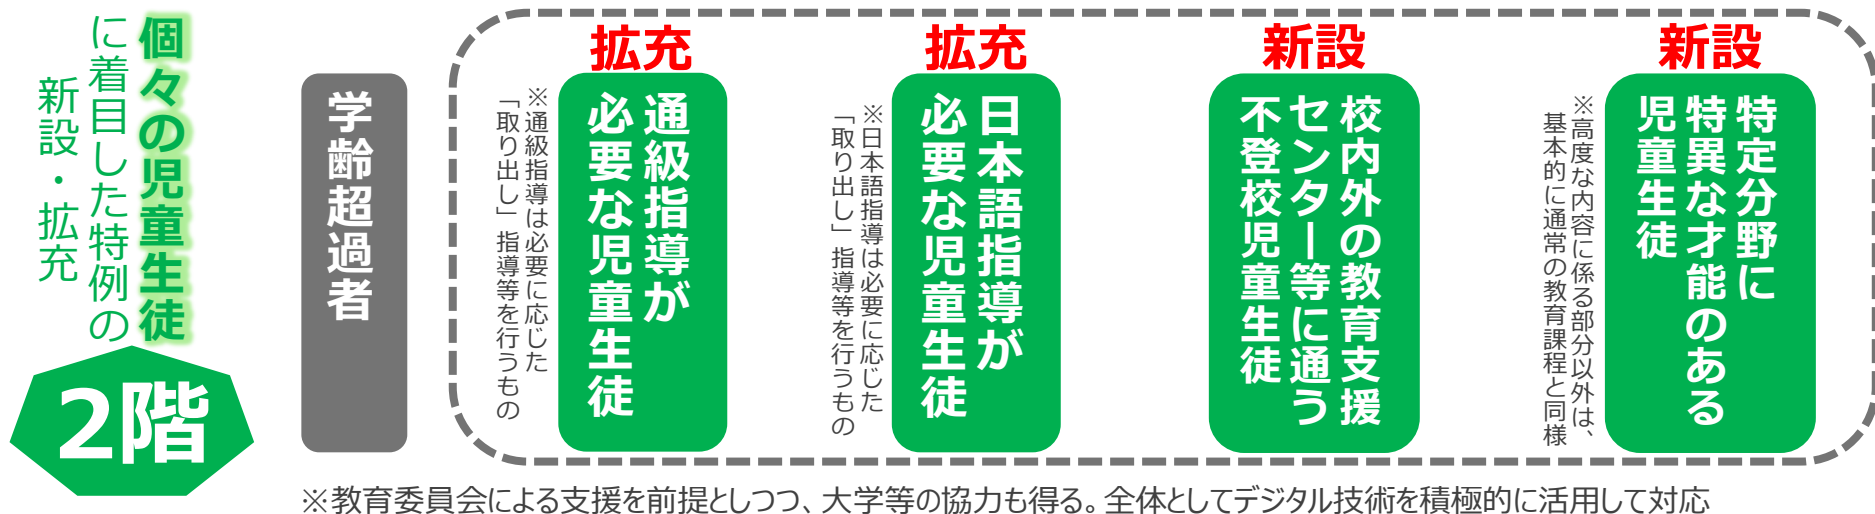 個々の児童生徒
に着目した特例の
新設・拡充
2階
学齢超過者
拡充
通級指導が
必要な児童生徒
※通級指導は必要に応じた
「取り出し」指導等を行うもの
拡充
日本語指導が
必要な児童生徒
※日本語指導は必要に応じた
「取り出し」指導等を行うもの
新設
校内外の教育支援
センター等に通う
不登校児童生徒
新設
特定分野に
特異な才能のある
児童生徒
※高度な内容に係る部分以外は、
基本的に通常の教育課程と同様
※教育委員会による支援を前提としつつ、大学等の協力も得る。全体としてデジタル技術を積極的に活用して対応